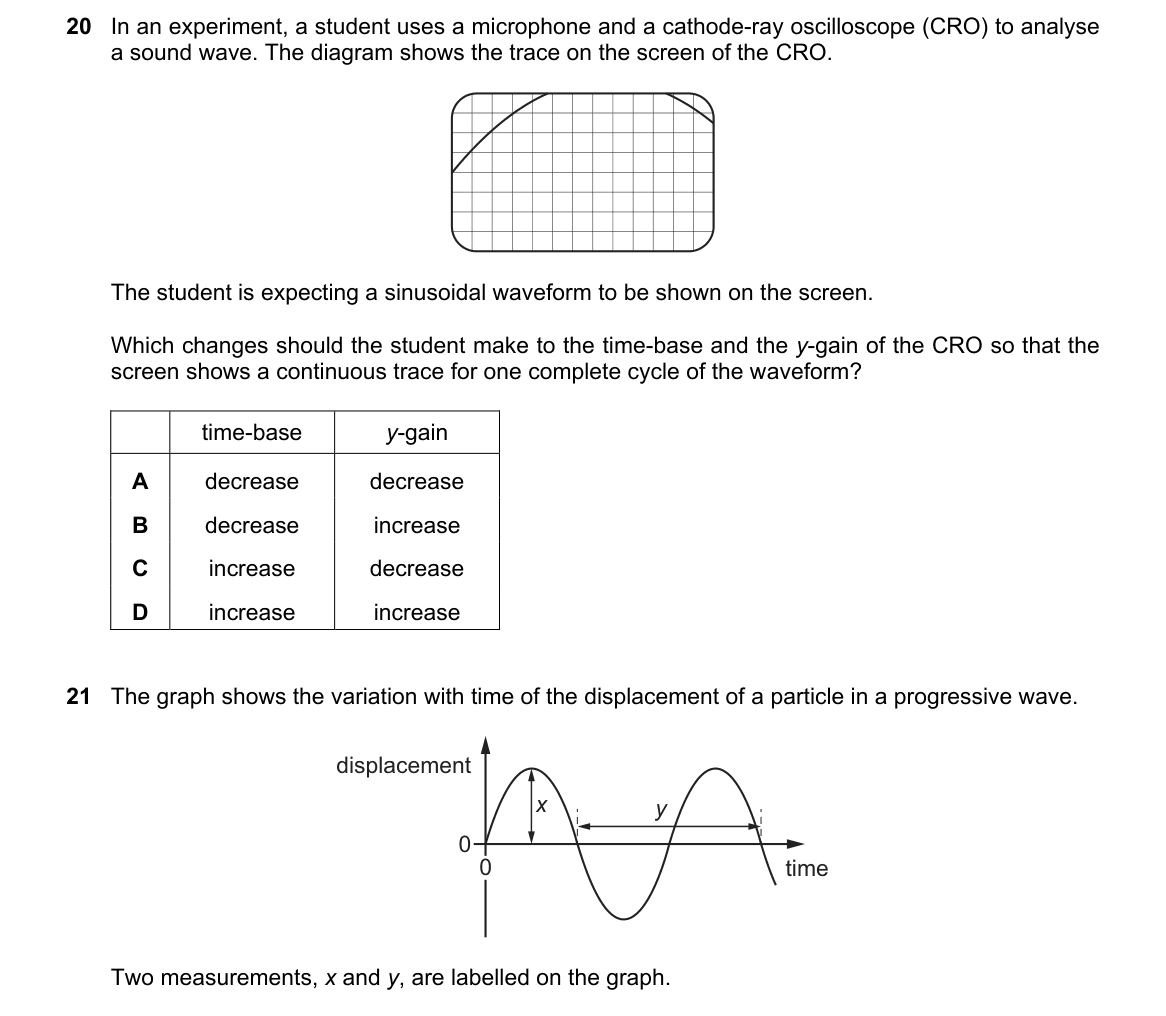 20 In an experiment, a student uses a microphone and a cathode-ray oscilloscope (CRO) to analyse
a sound wave. The diagram shows the trace on the screen of the CRO.
The student is expecting a sinusoidal waveform to be shown on the screen.
Which changes should the student make to the time-base and the y-gain of the CRO so that the
screen shows a continuous trace for one complete cycle of the waveform?
time-base y-gain
A decrease decrease
B decrease increase
C increase decrease
D increase increase
21 The graph shows the variation with time of the displacement of a particle in a progressive wave.
displacement
x
y
0
0
time
Two measurements, x and y, are labelled on the graph.